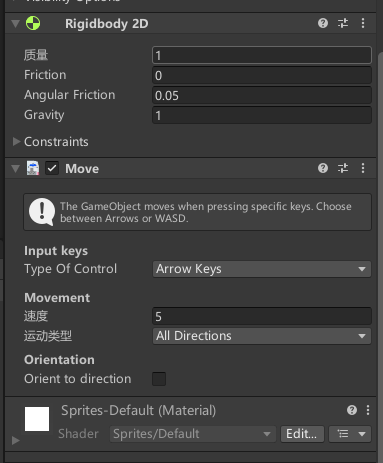 Rigidbody 2D
质量 1
Friction 0
Angular Friction 0.05
Gravity 1
Constraints
Move
The GameObject moves when pressing specific keys. Choose
between Arrows or WASD.
Input keys
Type Of Control Arrow Keys
Movement
速度 5
运动类型 All Directions
Orientation
Orient to direction
Sprites-Default (Material)
Shader Sprites/Default Edit...